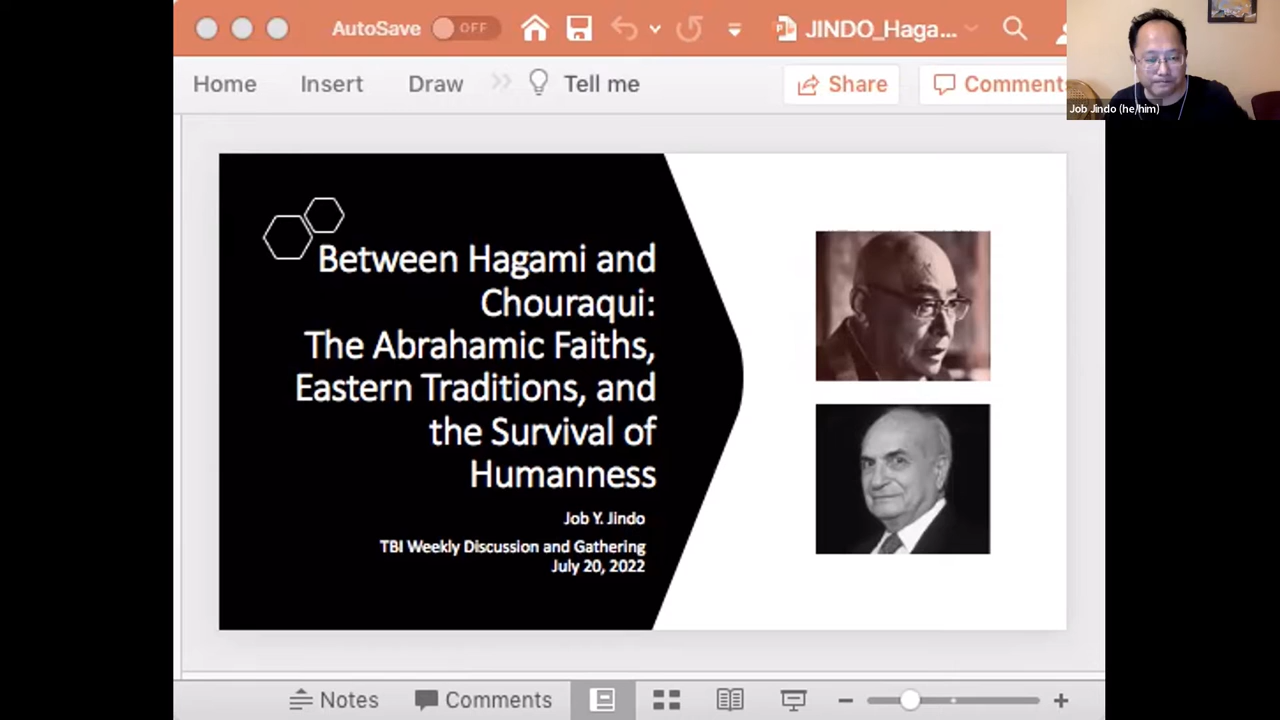 AutoSave OFF JINDO_Haga...
Home Insert Draw Tell me Share Comment
Job Jindo (he/him)
Between Hagami and
Chouraqui:
The Abrahamic Faiths,
Eastern Traditions, and
the Survival of
Humanness
Job Y. Jindo
TBI Weekly Discussion and Gathering
July 20, 2022
Notes Comments